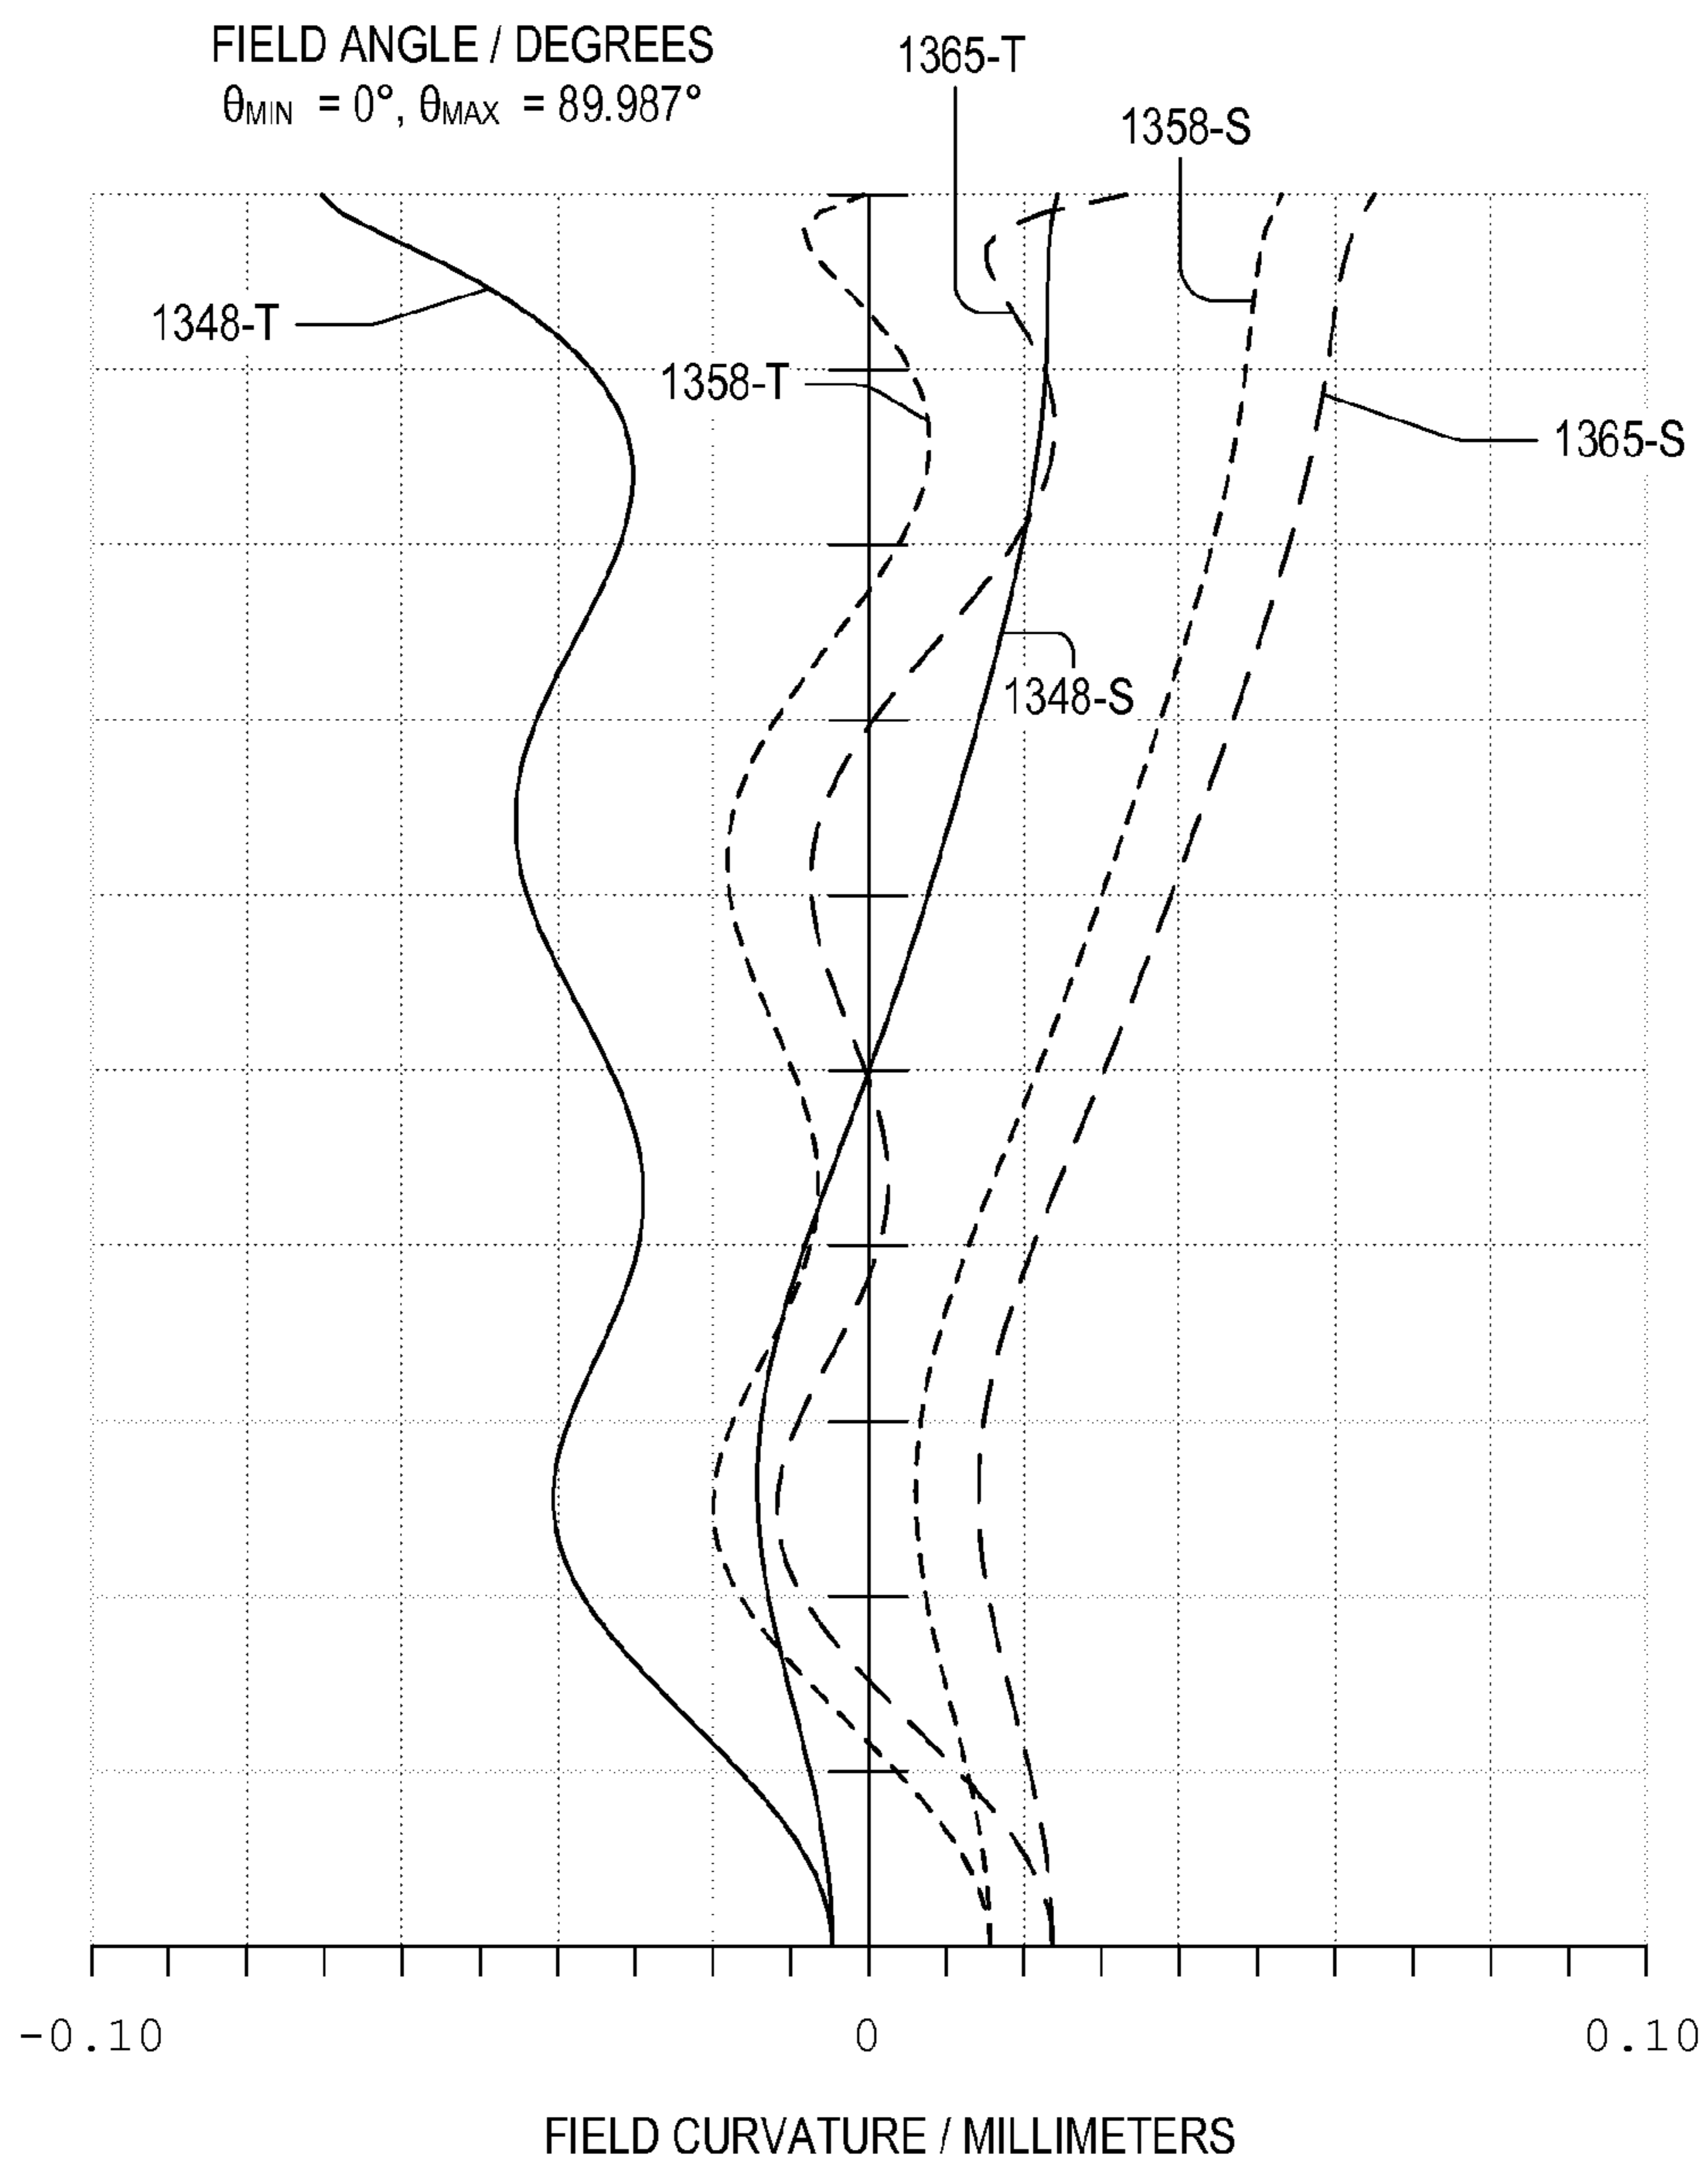 FIELD ANGLE / DEGREES
θMIN = 0°, θMAX = 89.987°
1365-T
1358-S
1348-T
1358-T
1365-S
1348-S
-0.10
0
0.10
FIELD CURVATURE / MILLIMETERS